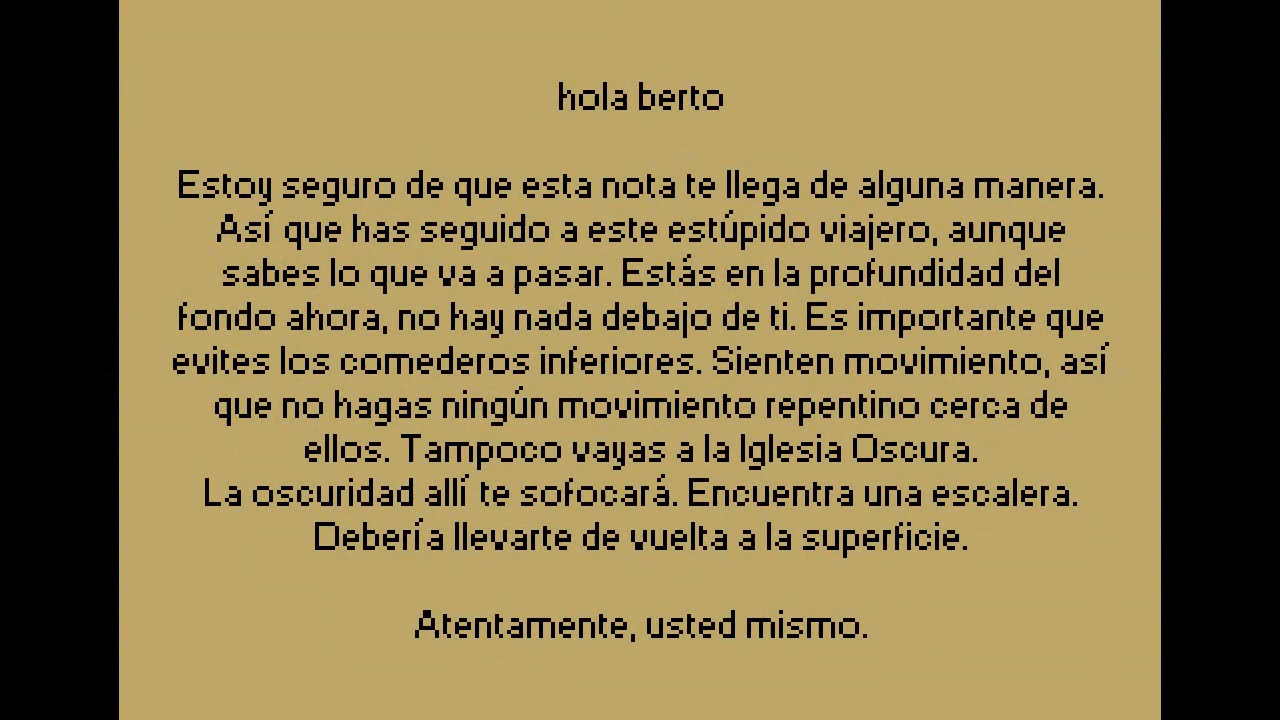 hola berto
Estoy seguro de que esta nota te llega de alguna manera.
Así que has seguido a este estúpido viajero, aunque
sabes lo que va a pasar. Estás en la profundidad del
fondo ahora, no hay nada debajo de ti. Es importante que
evites los comederos inferiores. Sienten movimiento, así
que no hagas ningún movimiento repentino cerca de
ellos. Tampoco vayas a la Iglesia Oscura.
La oscuridad allí te sofocará. Encuentra una escalera.
Debería llevarte de vuelta a la superficie.
Atentamente, usted mismo.